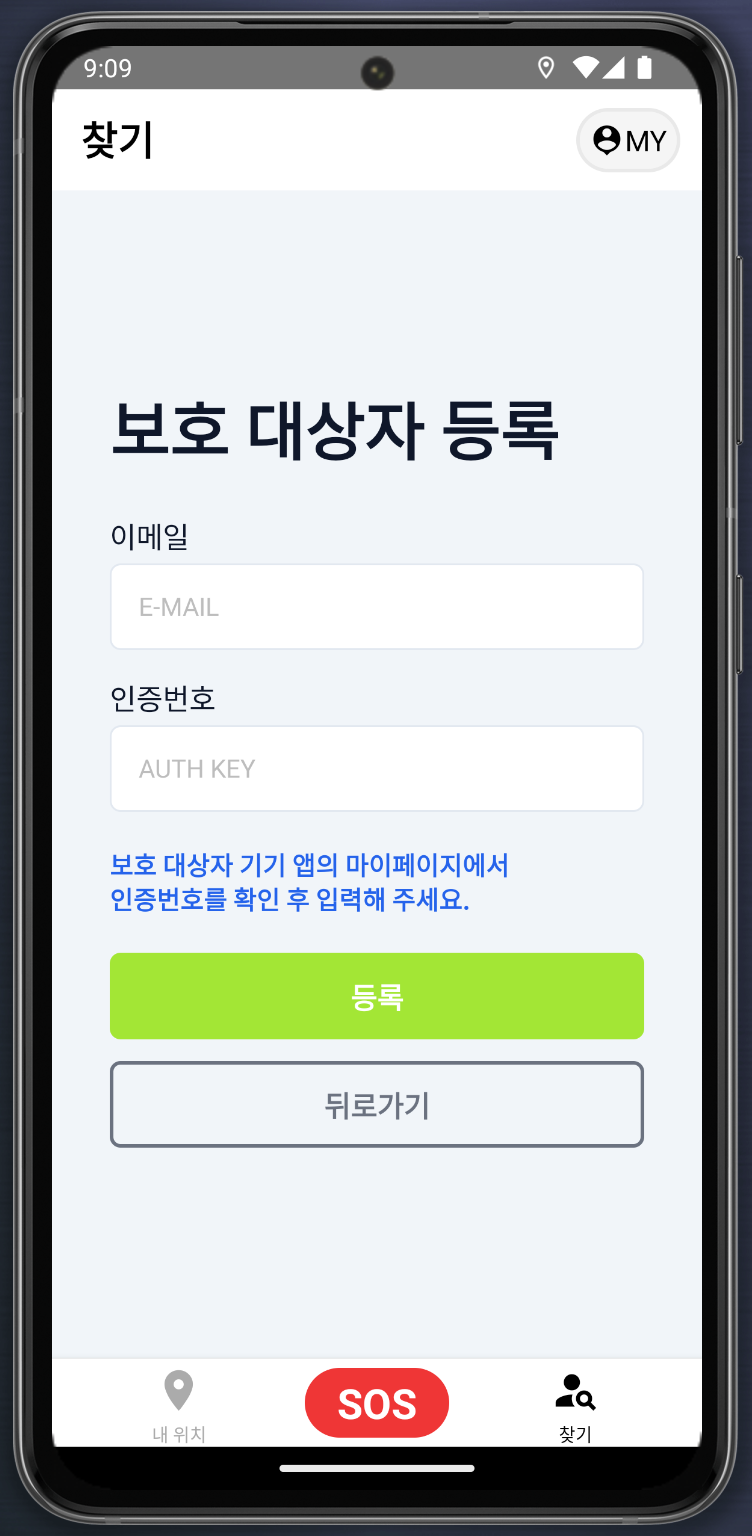 9:09
찾기
MY
보호 대상자 등록
이메일
E-MAIL
인증번호
AUTH KEY
보호 대상자 기기 앱의 마이페이지에서
인증번호를 확인 후 입력해 주세요.
등록
뒤로가기
내 위치
SOS
찾기